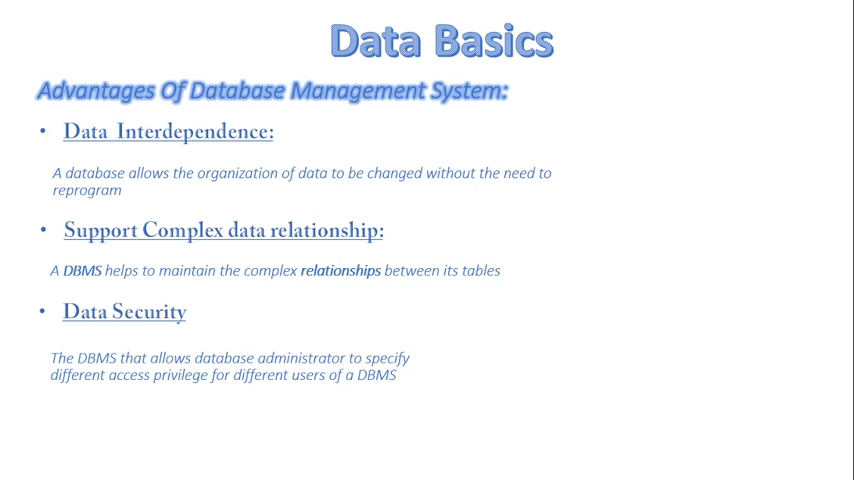 Data Basics
Advantages Of Database Management System:
• Data Interdependence:
A database allows the organization of data to be changed without the need to
reprogram
• Support Complex data relationship:
A DBMS helps to maintain the complex relationships between its tables
• Data Security
The DBMS that allows database administrator to specify
different access privilege for different users of a DBMS